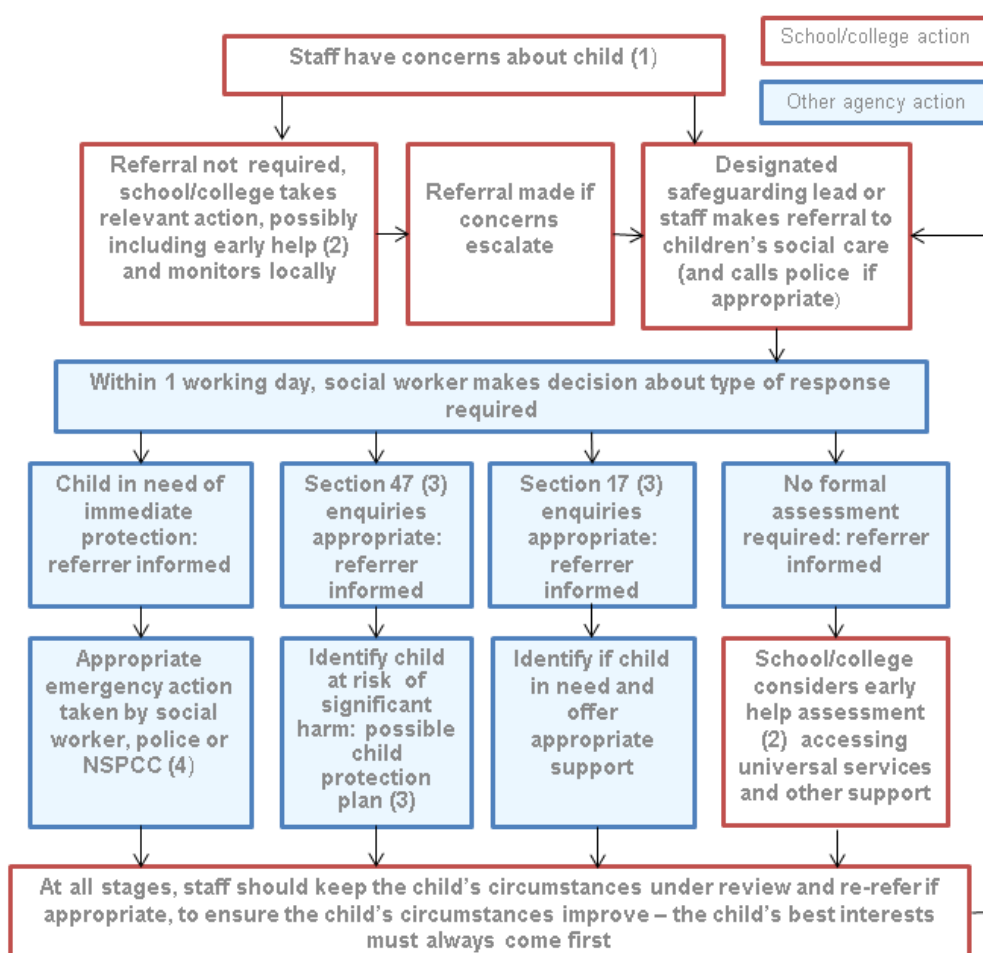 School/college action
Staff have concerns about child (1)
Other agency action
Referral not required,
school/college takes
relevant action, possibly
including early help (2)
and monitors locally
Referral made if
concerns
escalate
Designated
safeguarding lead or
staff makes referral to
children's social care
(and calls police if
appropriate)
Within 1 working day, social worker makes decision about type of response
required
Child in need of
immediate
protection:
referrer informed
Section 47 (3)
enquiries
appropriate:
referrer
informed
Section 17 (3)
enquiries
appropriate:
referrer
informed
No formal
assessment
required: referrer
informed
Appropriate
emergency action
taken by social
worker, police or
NSPCC (4)
Identify child
at risk of
significant
harm: possible
child
protection
plan (3)
Identify if child
in need and
offer
appropriate
support
School/college
considers early
help assessment
(2) accessing
universal services
and other support
At all stages, staff should keep the child's circumstances under review and re-refer if
appropriate, to ensure the child's circumstances improve – the child's best interests
must always come first